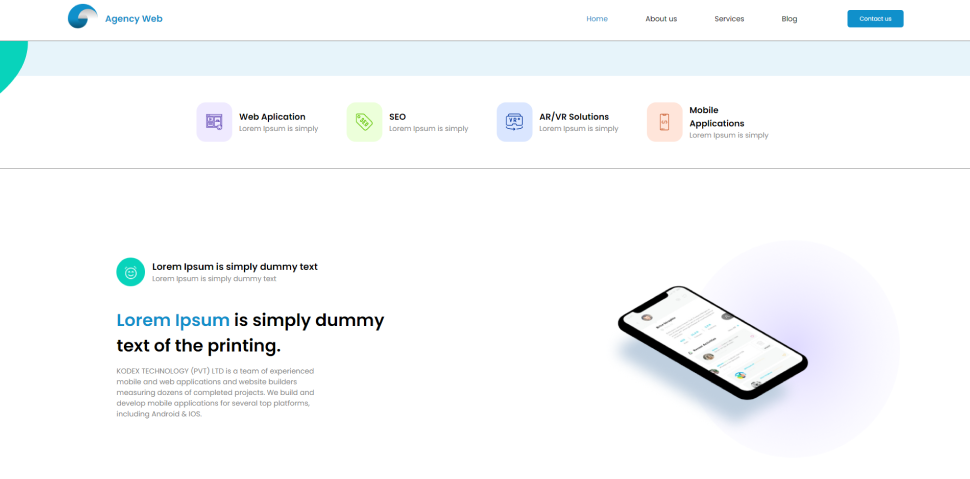 Agency Web
Home
About us
Services
Blog
Contact us
Web Aplication
Lorem Ipsum is simply
SEO
Lorem Ipsum is simply
AR/VR Solutions
Lorem Ipsum is simply
Mobile
Applications
Lorem Ipsum is simply
Lorem Ipsum is simply dummy text
Lorem Ipsum is simply dummy text
Lorem Ipsum is simply dummy
text of the printing.
KODEX TECHNOLOGY (PVT) LTD is a team of experienced
mobile and web applications and website builders
measuring dozens of completed projects. We build and
develop mobile applications for several top platforms,
including Android & IOS.